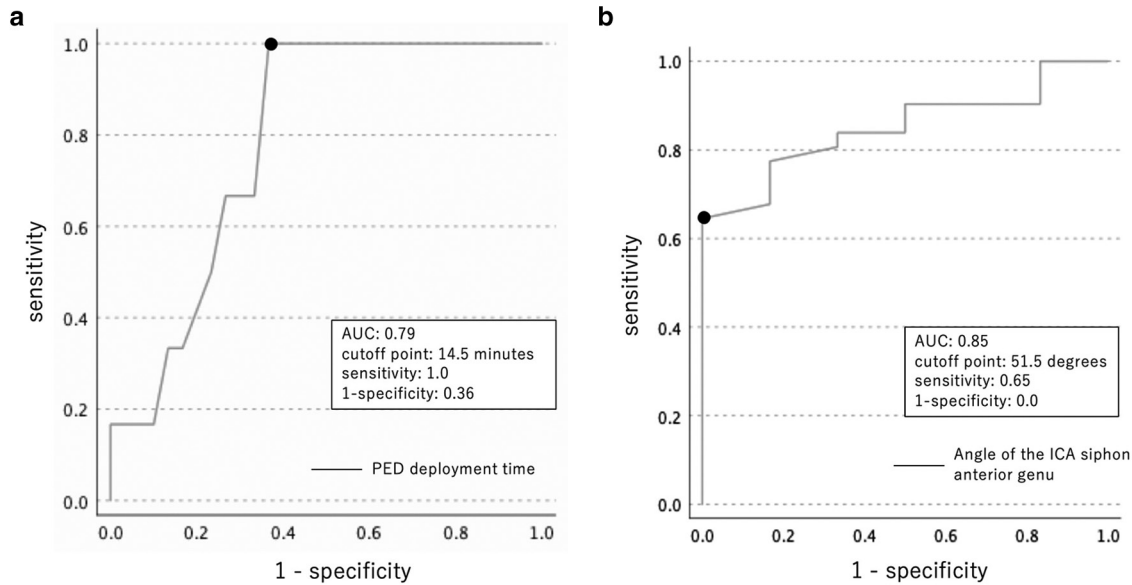 a
1.0
0.8
0.6
0.4
0.2
0.0
sensitivity
AUC: 0.79
cutoff point: 14.5 minutes
sensitivity: 1.0
1-specificity: 0.36
PED deployment time
0.0 0.2 0.4 0.6 0.8 1.0
1 - specificity
b
1.0
0.8
0.6
0.4
0.2
0.0
sensitivity
AUC: 0.85
cutoff point: 51.5 degrees
sensitivity: 0.65
1-specificity: 0.0
Angle of the ICA siphon
anterior genu
0.0 0.2 0.4 0.6 0.8 1.0
1 - specificity